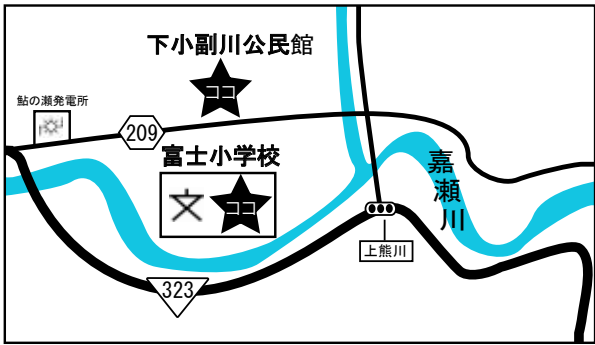 下小副川公民館
ココ
鮎の瀬発電所
209
富士小学校
文
ココ
嘉瀬川
上熊川
323